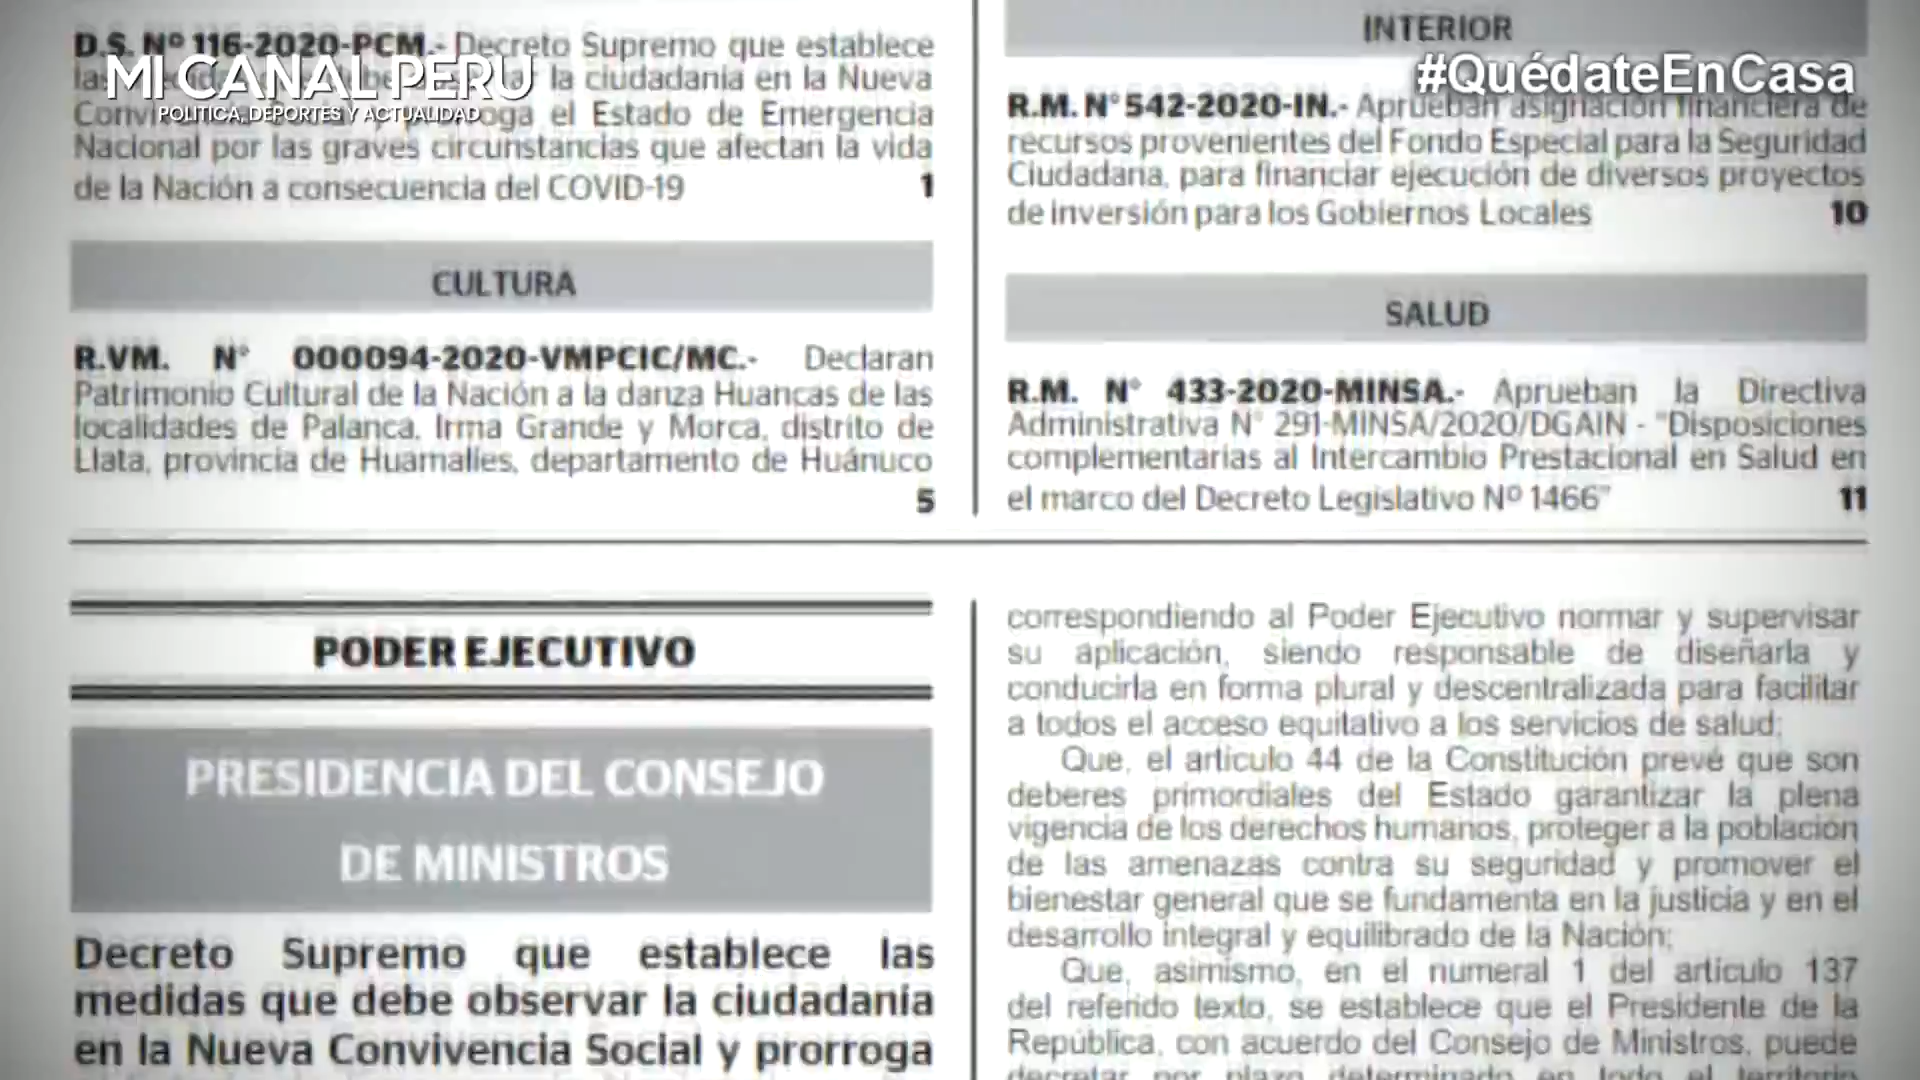 D.S. Nº 116-2020-PCM.- Decreto Supremo que establece
la ciudadanía en la Nueva
MI CANAL PERU
POLITICA, DEPORTES Y ACTUALIDAD
el Estado de Emergencia
Nacional por las graves circunstancias que afectan la vida
de la Nación a consecuencia del COVID-19 1
CULTURA
R.VM. N° 000094-2020-VMPCIC/MC.- Declaran
Patrimonio Cultural de la Nación a la danza Huancas de las
localidades de Palanca, Irma Grande y Morca, distrito de
Llata, provincia de Huamalíes, departamento de Huánuco
5
INTERIOR
#QuédateEnCasa
R.M. N° 542-2020-IN.- Aprueban asignación financiera de
recursos provenientes del Fondo Especial para la Seguridad
Ciudadana, para financiar ejecución de diversos proyectos
de inversión para los Gobiernos Locales 10
SALUD
R.M. N° 433-2020-MINSA.- Aprueban la Directiva
Administrativa N° 291-MINSA/2020/DGAIN - "Disposiciones
complementarias al Intercambio Prestacional en Salud en
el marco del Decreto Legislativo Nº 1466" 11
PODER EJECUTIVO
PRESIDENCIA DEL CONSEJO
DE MINISTROS
Decreto Supremo que establece las
medidas que debe observar la ciudadanía
en la Nueva Convivencia Social y prorroga
correspondiendo al Poder Ejecutivo normar y supervisar
su aplicación, siendo responsable de diseñarla y
conducirla en forma plural y descentralizada para facilitar
a todos el acceso equitativo a los servicios de salud;
Que, el artículo 44 de la Constitución prevé que son
deberes primordiales del Estado garantizar la plena
vigencia de los derechos humanos, proteger a la población
de las amenazas contra su seguridad y promover el
bienestar general que se fundamenta en la justicia y en el
desarrollo integral y equilibrado de la Nación;
Que, asimismo, en el numeral 1 del artículo 137
del referido texto, se establece que el Presidente de la
República, con acuerdo del Consejo de Ministros, puede
decretar por plazo determinado en todo el territorio